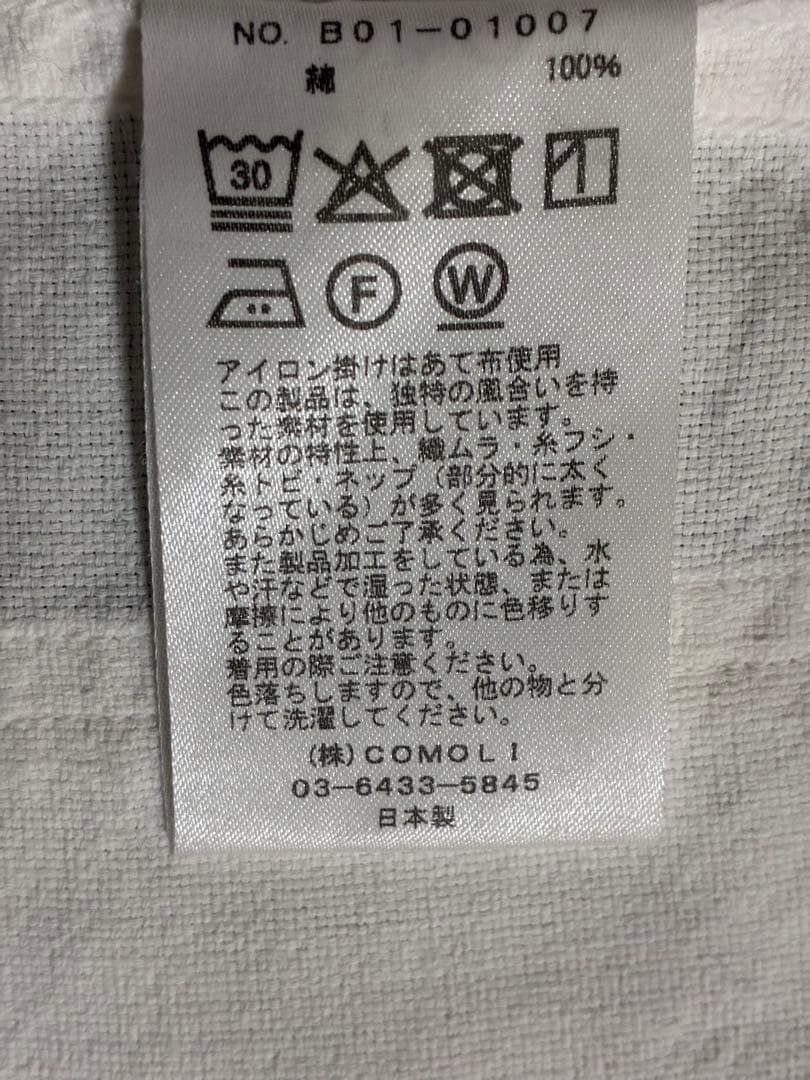 NO. B01-01007
綿 100%
30
F W
アイロン掛けはあて布使用
この製品は、独特の風合いを持
った素材を使用しています。
素材の特性上、織ムラ・糸フシ・
糸トビ・ネップ（部分的に太く
なっている）が多く見られます。
あらかじめご了承ください。
また製品加工をしている為、水
や汗などで湿った状態、または
摩擦により他のものに色移りす
ることがあります。
着用の際ご注意ください。
色落ちしますので、他の物と分
けて洗濯してください。
(株)COMOLI
03-6433-5845
日本製